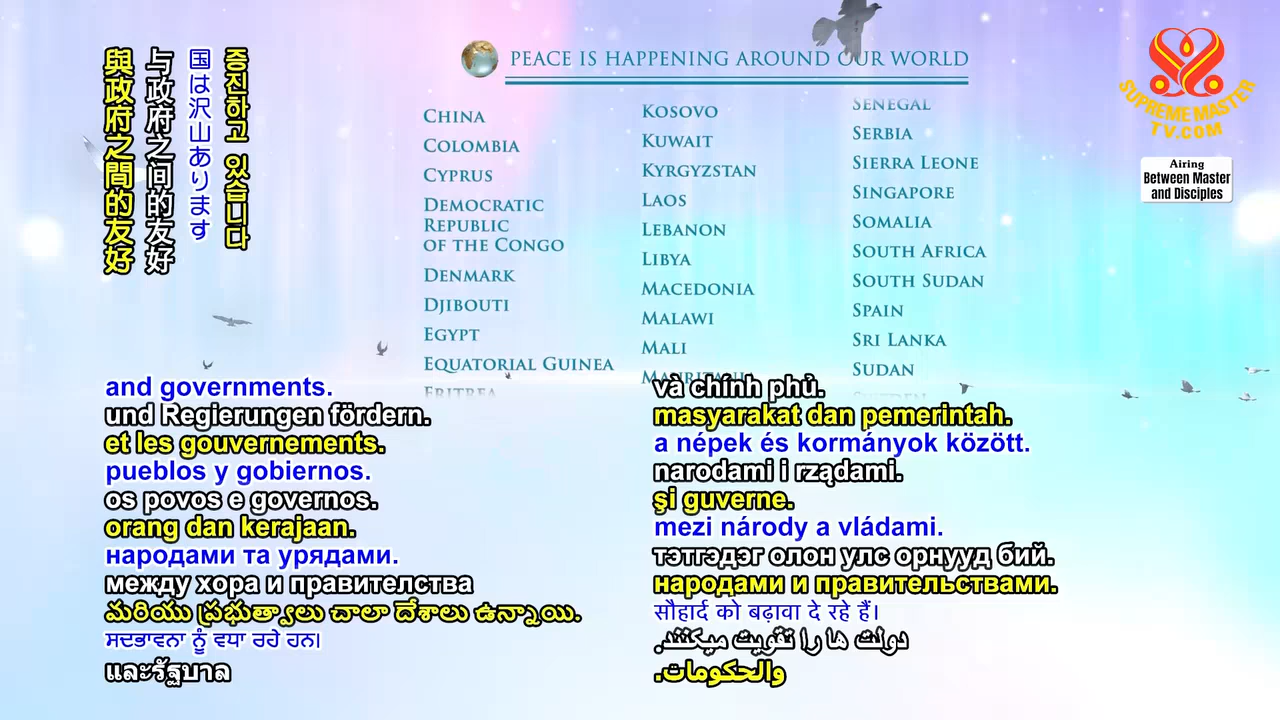 PEACE IS HAPPENING AROUND OUR WORLD
CHINA
COLOMBIA
CYPRUS
DEMOCRATIC
REPUBLIC
OF THE CONGO
DENMARK
DJIBOUTI
EGYPT
EQUATORIAL GUINEA
ERITREA
KOSOVO
KUWAIT
KYRGYZSTAN
LAOS
LEBANON
LIBYA
MACEDONIA
MALAWI
MALI
MAURITANIA
SENEGAL
SERBIA
SIERRA LEONE
SINGAPORE
SOMALIA
SOUTH AFRICA
SOUTH SUDAN
SPAIN
SRI LANKA
SUDAN
SWEDEN
SUPREME MASTER
TV.COM
Airing
Between Master
and Disciples
증진하고 있습니다
国は沢山あります
与政府之间的友好
與政府之間的友好
and governments.
und Regierungen fördern.
et les gouvernements.
pueblos y gobiernos.
os povos e governos.
orang dan kerajaan.
народами та урядами.
между хора и правителства
మరియు ప్రభుత్వాలు చాలా దేశాలు ఉన్నాయి.
ਸਦਭਾਵਨਾ ਨੂੰ ਵਧਾ ਰਹੇ ਹਨ।
และรัฐบาล
và chính phủ.
masyarakat dan pemerintah.
a népek és kormányok között.
narodami i rządami.
şi guverne.
mezi národy a vládami.
тэтгэдэг олон улс орнууд бий.
народами и правительствами.
सौहार्द को बढ़ावा दे रहे हैं।
دولت ها را تقویت میکنند.
والحكومات.